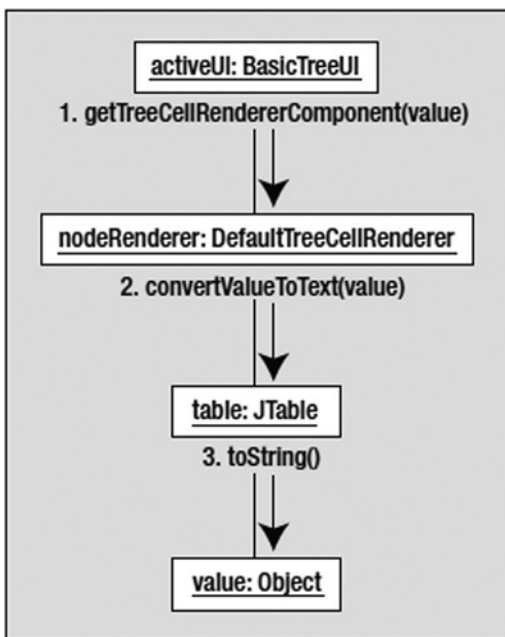 activeUI: BasicTreeUI
1. getTreeCellRendererComponent(value)
nodeRenderer: DefaultTreeCellRenderer
2. convertValueToText(value)
table: JTable
3. toString()
value: Object